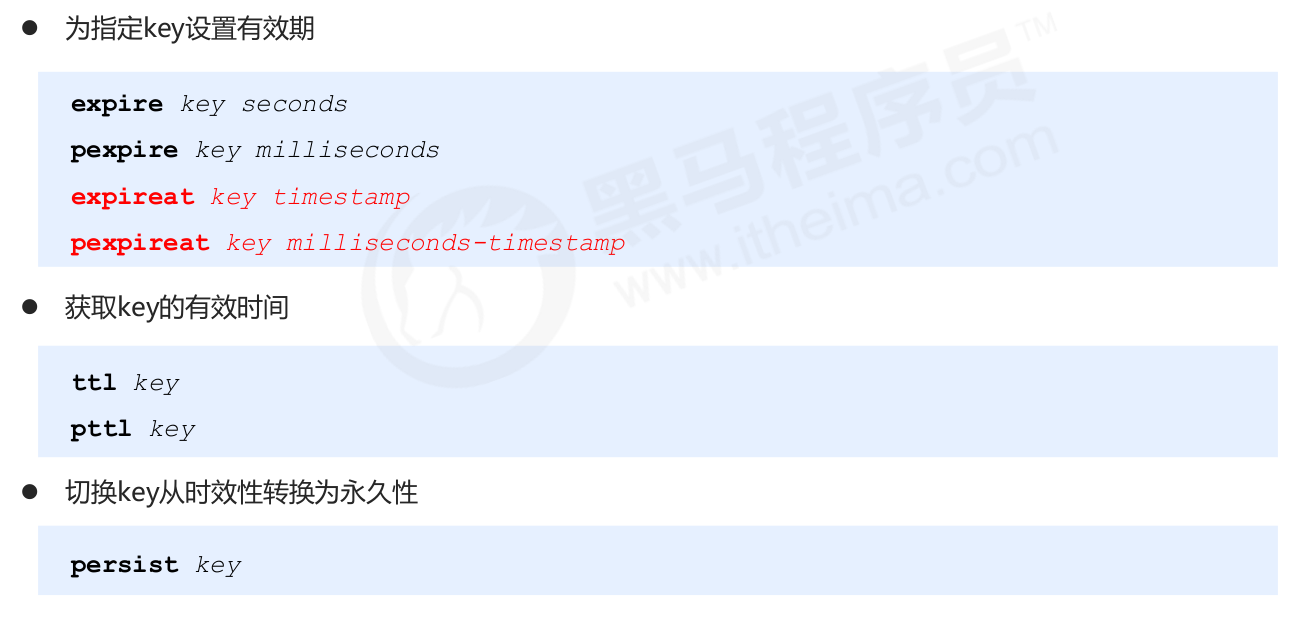 为指定key设置有效期
expire key seconds
pexpire key milliseconds
expireat key timestamp
pexpireat key milliseconds-timestamp
获取key的有效时间
ttl key
pttl key
切换key从时效性转换为永久性
persist key
黑马程序员™
www.itheima.com